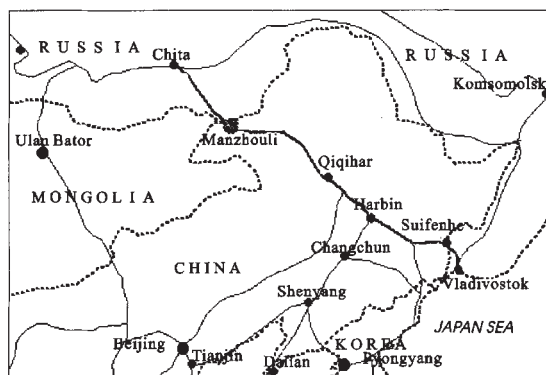 RUSSIA
Chita
RUSSIA
Komsomolsk
Ulan Bator
Manzhouli
Qiqihar
MONGOLIA
Harbin
Suifenhe
Changchun
CHINA
Vladivostok
Shenyang
JAPAN SEA
Beijing
KOREA
Tianjin
Dalian
Pyongyang